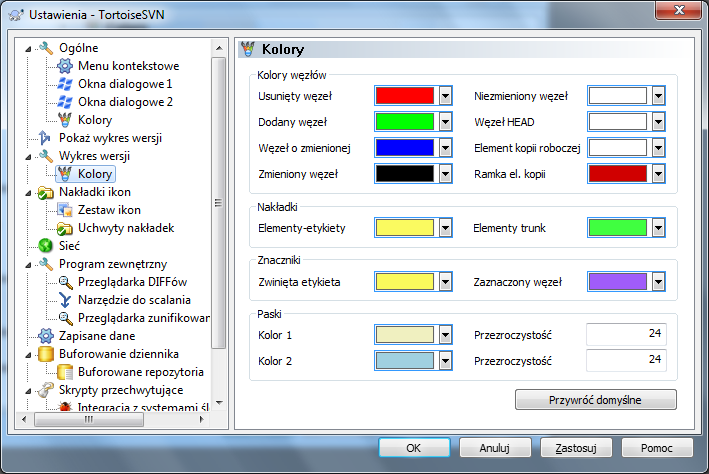 Ustawienia - TortoiseSVN
Ogólne
Menu kontekstowe
Okna dialogowe 1
Okna dialogowe 2
Kolory
Pokaż wykres wersji
Wykres wersji
Kolory
Nakładki ikon
Zestaw ikon
Uchwyty nakładek
Sieć
Program zewnętrzny
Przeglądarka DIFFów
Narzędzie do scalania
Przeglądarka zunifikowan
Zapisane dane
Buforowanie dziennika
Buforowane repozytoria
Skrypty przechwytujące
Integracja z systemami śl
Kolory
Kolory węzłów
Usunięty węzeł
Niezmieniony węzeł
Dodany węzeł
Węzeł HEAD
Węzeł o zmienionej
Element kopii roboczej
Zmieniony węzeł
Ramka el. kopii
Nakładki
Elementy-etykiety
Elementy trunk
Znaczniki
Zwinięta etykieta
Zaznaczony węzeł
Paski
Kolor 1
Przezroczystość
24
Kolor 2
Przezroczystość
24
Przywróć domyślne
OK
Anuluj
Zastosuj
Pomoc